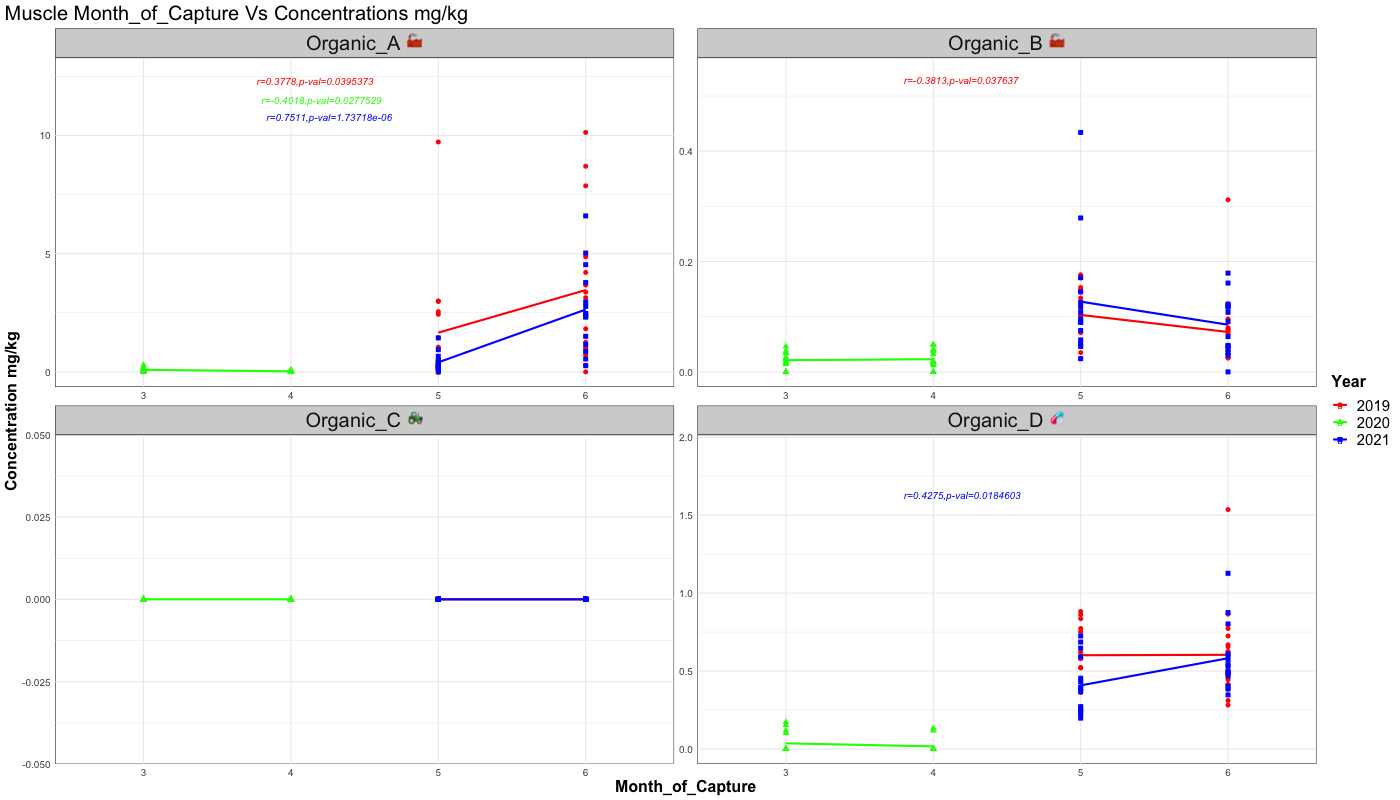 Muscle Month_of_Capture Vs Concentrations mg/kg
Organic_A
r=0.3778,p-val=0.0395373
r=-0.4018,p-val=0.0277529
r=0.7511,p-val=1.73718e-06
10
5
0
3 4 5 6
Organic_B
r=-0.3813,p-val=0.037637
0.4
0.2
0.0
3 4 5 6
Organic_C
0.050
0.025
0.000
-0.025
-0.050
3 4 5 6
Organic_D
r=0.4275,p-val=0.0184603
2.0
1.5
1.0
0.5
0.0
3 4 5 6
Concentration mg/kg
Month_of_Capture
Year
2019
2020
2021